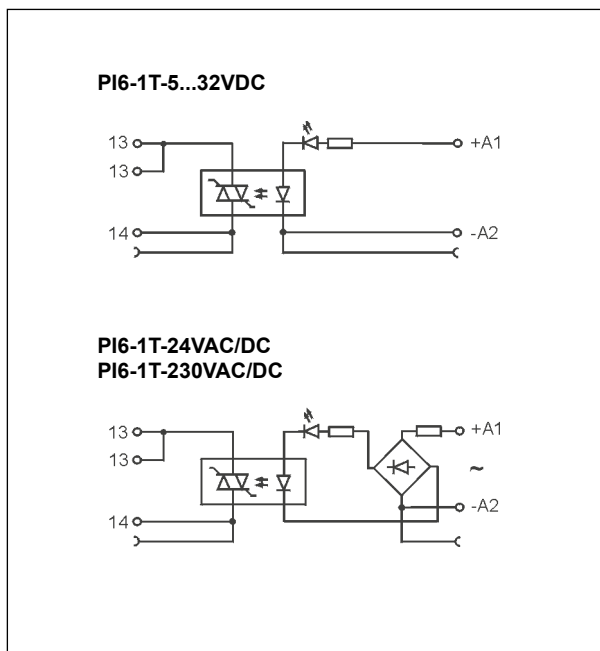 PI6-1T-5...32VDC
13
+A1
13
14
-A2
PI6-1T-24VAC/DC
PI6-1T-230VAC/DC
13
+A1
13
~
14
-A2